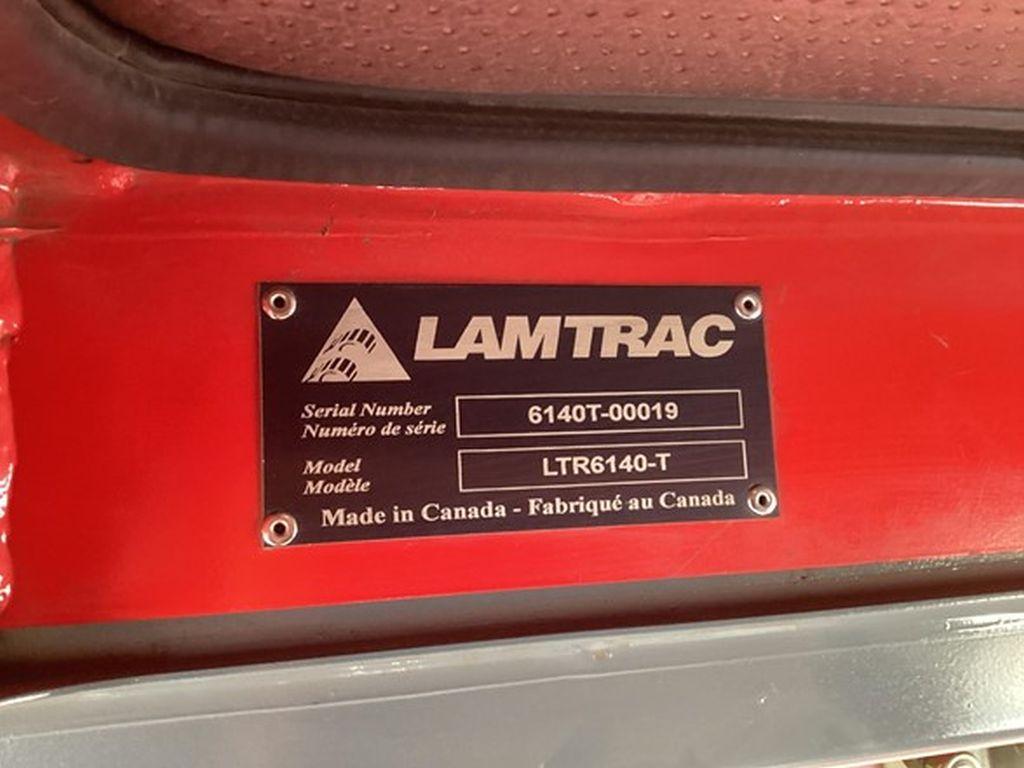 LAMTRAC
Serial Number
Numéro de série
6140T-00019
Model
Modèle
LTR6140-T
Made in Canada - Fabriqué au Canada